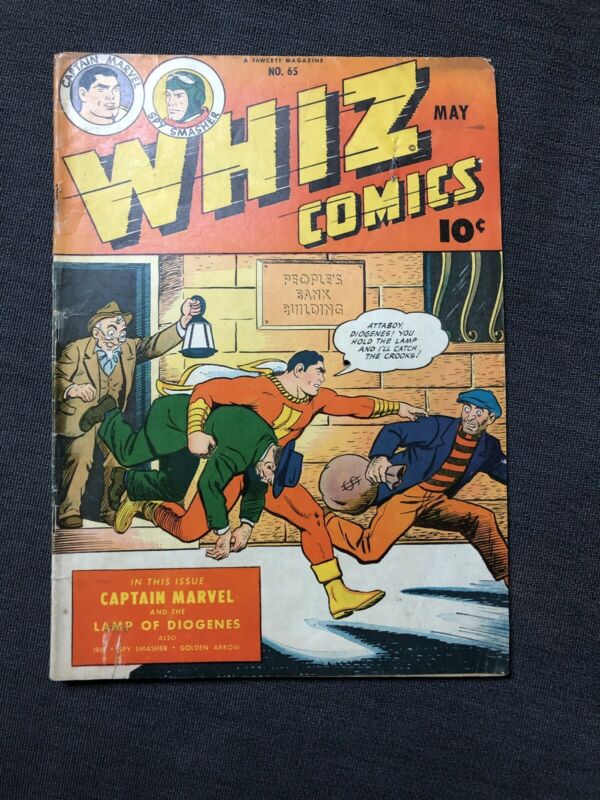 A FAWCETT MAGAZINE
NO. 65
CAPTAIN MARVEL
SPY SMASHER
WHIZ
COMICS
MAY
10¢
PEOPLE'S
BANK
BUILDING
ATTABOY,
DIOGENES! YOU
HOLD THE LAMP
AND I'LL CATCH
THE CROOKS!
$
IN THIS ISSUE
CAPTAIN MARVEL
AND THE
LAMP OF DIOGENES
ALSO
IBIS • SPY SMASHER • GOLDEN ARROW